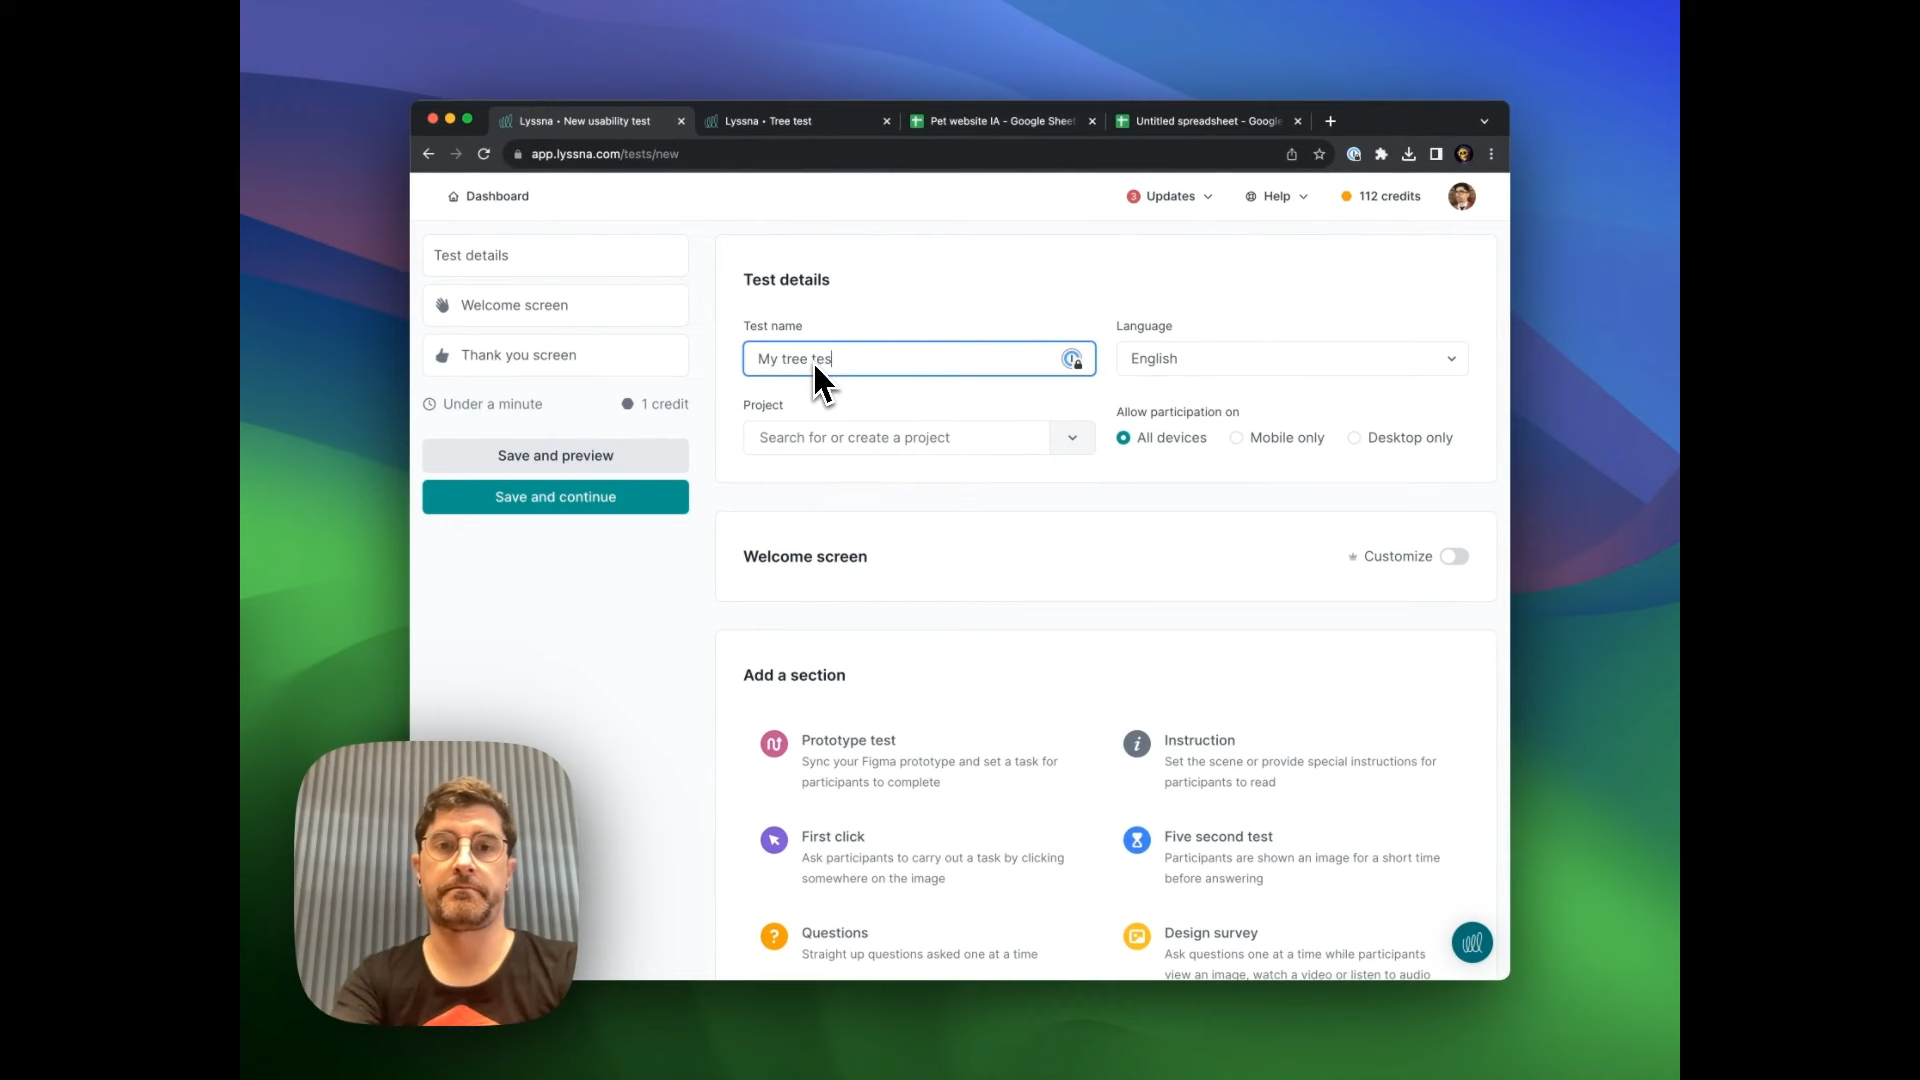 Lyssna • New usability test
Lyssna • Tree test
Pet website IA - Google Sheet
Untitled spreadsheet - Google
app.lyssna.com/tests/new
Dashboard
3 Updates
Help
112 credits
Test details
Welcome screen
Thank you screen
Under a minute
1 credit
Save and preview
Save and continue
Test details
Test name
My tree tes
Language
English
Project
Search for or create a project
Allow participation on
All devices
Mobile only
Desktop only
Welcome screen
Customize
Add a section
Prototype test
Sync your Figma prototype and set a task for
participants to complete
Instruction
Set the scene or provide special instructions for
participants to read
First click
Ask participants to carry out a task by clicking
somewhere on the image
Five second test
Participants are shown an image for a short time
before answering
Questions
Straight up questions asked one at a time
Design survey
Ask questions one at a time while participants
view an image, watch a video or listen to audio